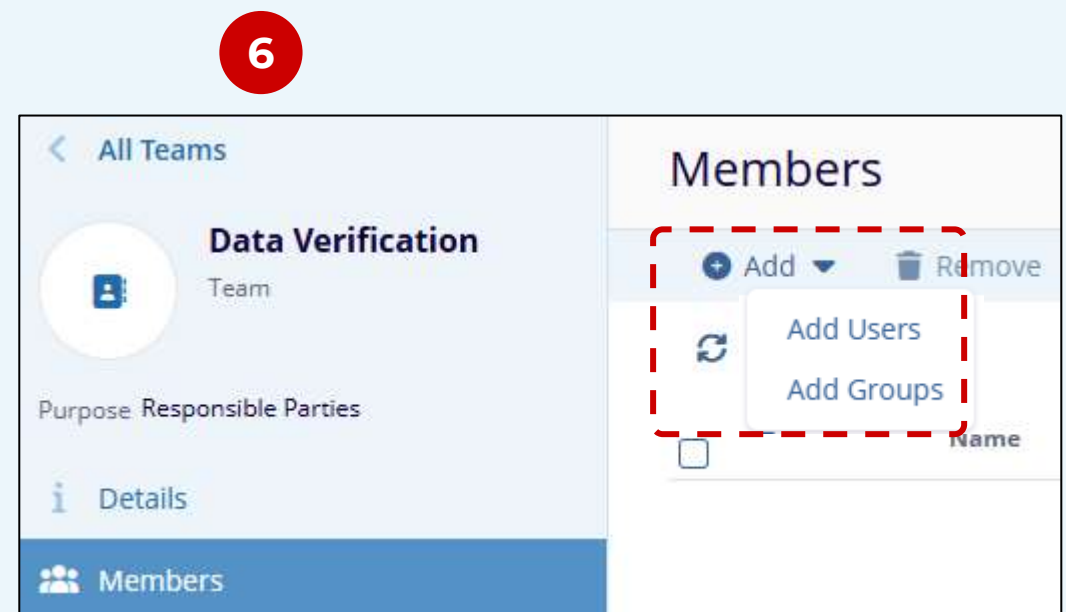 6
All Teams
Data Verification
Team
Purpose Responsible Parties
Details
Members
Members
Add Remove
Add Users
Add Groups
Name